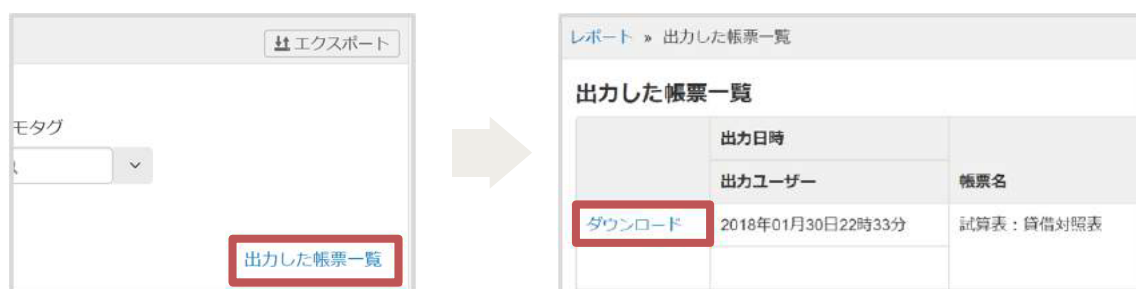 エクスポート
モタグ
出力した帳票一覧
レポート » 出力した帳票一覧
出力した帳票一覧
出力日時
出力ユーザー 帳票名
ダウンロード 2018年01月30日22時33分 試算表：貸借対照表